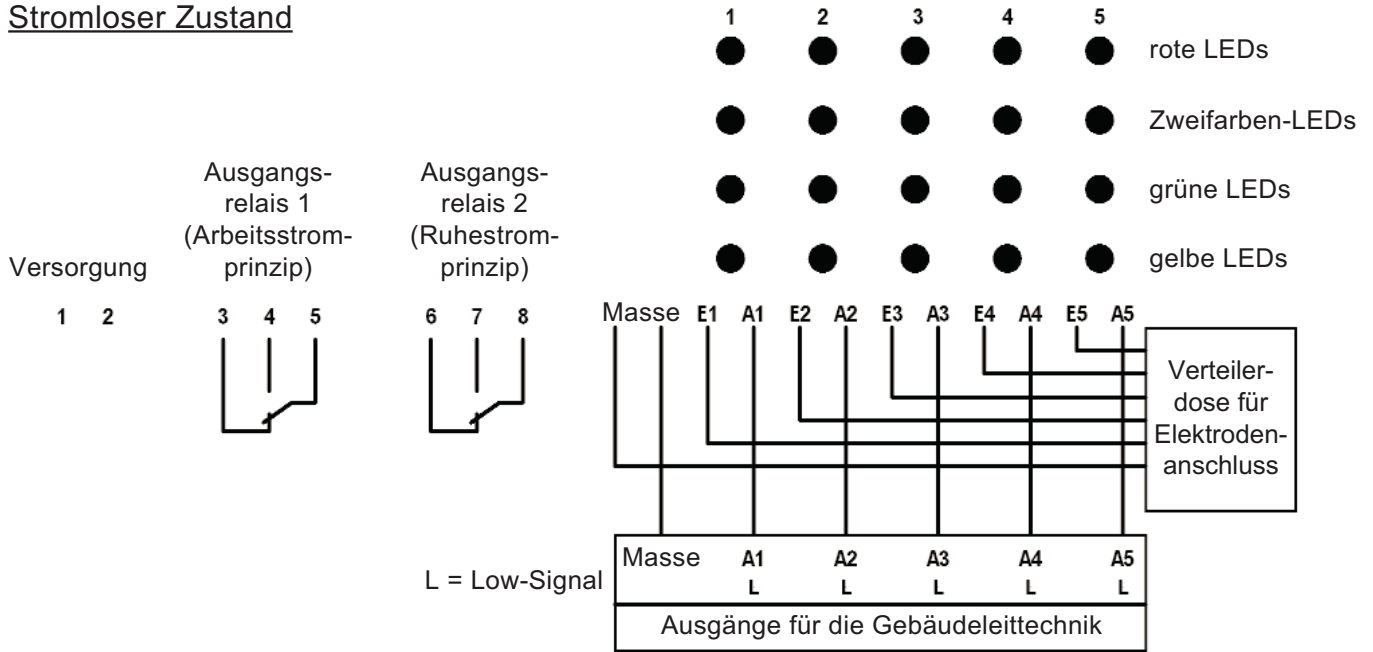 Stromloser Zustand
1 2 3 4 5
rote LEDs
Zweifarben-LEDs
grüne LEDs
gelbe LEDs
Versorgung
1 2
Ausgangs-
relais 1
(Arbeitsstrom-
prinzip)
3 4 5
Ausgangs-
relais 2
(Ruhestrom-
prinzip)
6 7 8
Masse E1 A1 E2 A2 E3 A3 E4 A4 E5 A5
Verteiler-
dose für
Elektroden-
anschluss
L = Low-Signal
Masse A1 A2 A3 A4 A5
L L L L L
Ausgänge für die Gebäudeleittechnik